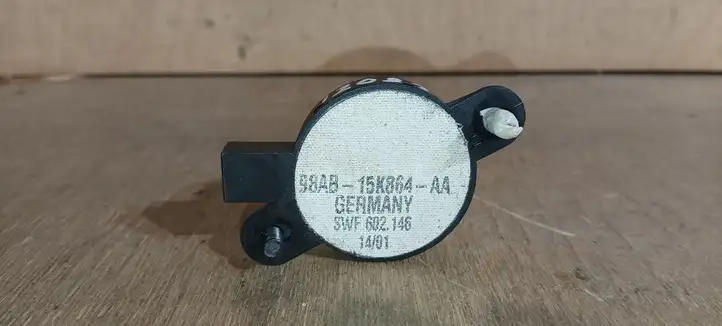 98AB-15K864-AA
GERMANY
SWF 602.146
14/01